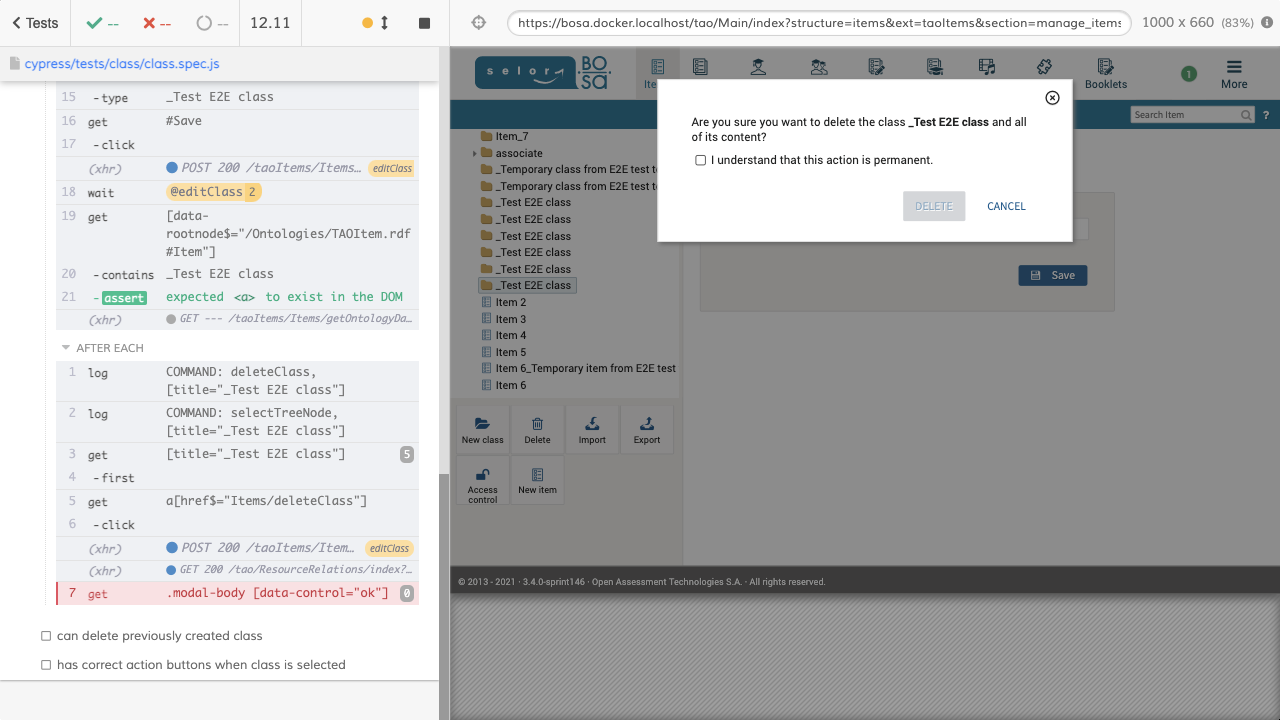 Tests
--
--
--
12.11
https://bosa.docker.localhost/tao/Main/index?structure=items&ext=taoItems&section=manage_items
1000 x 660 (83%)
cypress/tests/class/class.spec.js
15 -type _Test E2E class
16 get #Save
17 -click
(xhr) POST 200 /taoItems/Items… editClass
18 wait @editClass 2
19 get [data-
rootnode$="/Ontologies/TAOItem.rdf
#Item"]
20 -contains _Test E2E class
21 -assert expected <a> to exist in the DOM
(xhr) GET --- /taoItems/Items/getOntologyDa…
AFTER EACH
1 log COMMAND: deleteClass,
[title="_Test E2E class"]
2 log COMMAND: selectTreeNode,
[title="_Test E2E class"]
3 get [title="_Test E2E class"] 5
4 -first
5 get a[href$="Items/deleteClass"]
6 -click
(xhr) POST 200 /taoItems/Item… editClass
(xhr) GET 200 /tao/ResourceRelations/index?…
7 get .modal-body [data-control="ok"] 0
can delete previously created class
has correct action buttons when class is selected
selor
BO
SA
Ite
Booklets
1
More
Search Item
?
Are you sure you want to delete the class _Test E2E class and all
of its content?
I understand that this action is permanent.
DELETE
CANCEL
Item_7
associate
_Temporary class from E2E test t
_Temporary class from E2E test t
_Test E2E class
_Test E2E class
_Test E2E class
_Test E2E class
_Test E2E class
_Test E2E class
Item 2
Item 3
Item 4
Item 5
Item 6_Temporary item from E2E test
Item 6
Save
New class
Delete
Import
Export
Access
control
New item
© 2013 - 2021 · 3.4.0-sprint146 · Open Assessment Technologies S.A. · All rights reserved.